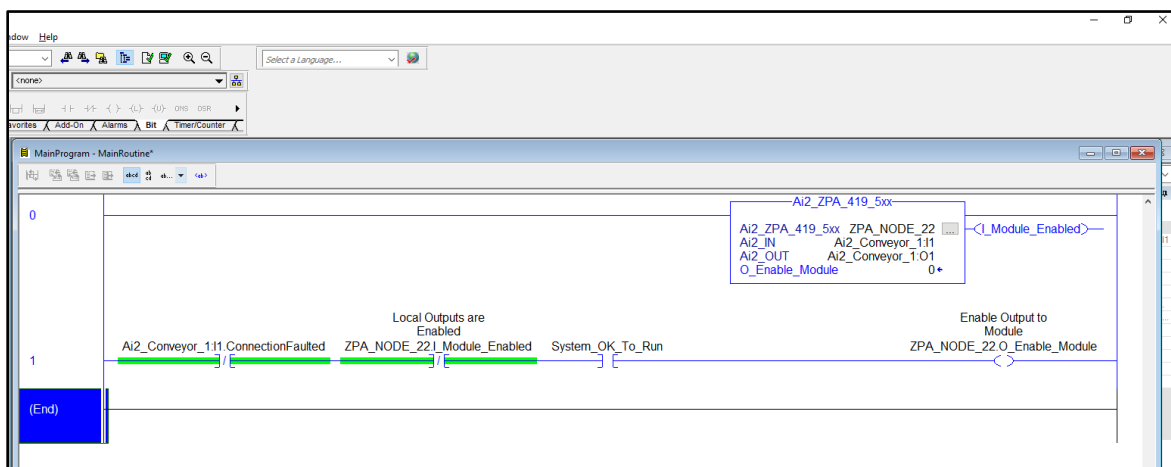 Help
Select a Language...
<none>
ONS OSR
Add-On Alarms Bit Timer/Counter
MainProgram - MainRoutine*
0
Ai2_ZPA_419_5xx
Ai2_ZPA_419_5xx ZPA_NODE_22 ...
Ai2_IN Ai2_Conveyor_1:I1
Ai2_OUT Ai2_Conveyor_1:O1
O_Enable_Module 0
I_Module_Enabled
Local Outputs are
Enabled
Enable Output to
Module
Ai2_Conveyor_1:I1.ConnectionFaulted ZPA_NODE_22.I_Module_Enabled System_OK_To_Run ZPA_NODE_22.O_Enable_Module
1
(End)